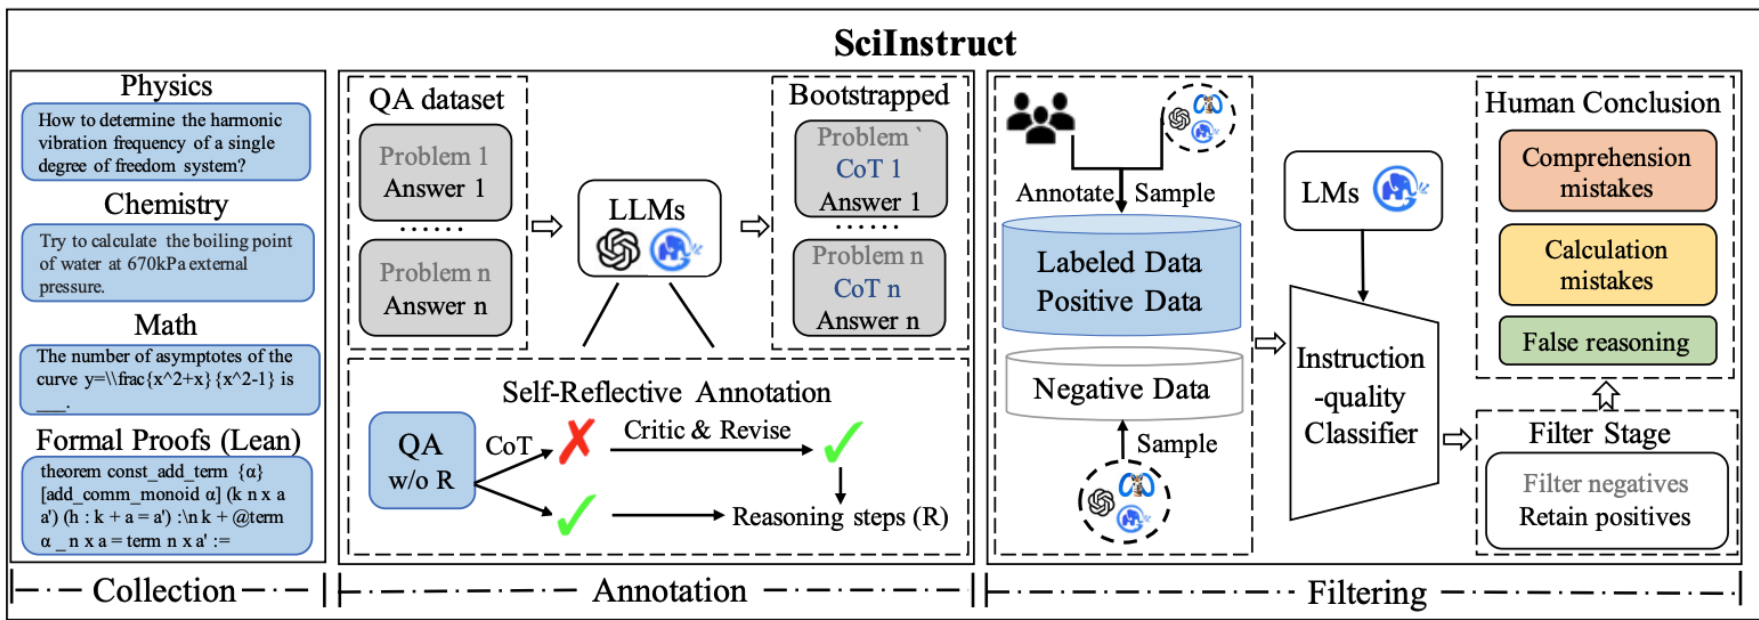 SciInstruct
Physics
How to determine the harmonic
vibration frequency of a single
degree of freedom system?
Chemistry
Try to calculate the boiling point
of water at 670kPa external
pressure.
Math
The number of asymptotes of the
curve y=\\frac{x^2+x}{x^2-1} is
___.
Formal Proofs (Lean)
theorem const_add_term {α}
[add_comm_monoid α] (k n x a
a') (h : k + a = a') :\n k + @term
α _ n x a = term n x a' :=
Collection
QA dataset
Problem 1
Answer 1
......
Problem n
Answer n
LLMs
Bootstrapped
Problem `
CoT 1
Answer 1
......
Problem n
CoT n
Answer n
Self-Reflective Annotation
QA
w/o R
CoT
Critic & Revise
Reasoning steps (R)
Annotation
Annotate
Sample
Labeled Data
Positive Data
Negative Data
Sample
LMs
Instruction
-quality
Classifier
Human Conclusion
Comprehension
mistakes
Calculation
mistakes
False reasoning
Filter Stage
Filter negatives
Retain positives
Filtering